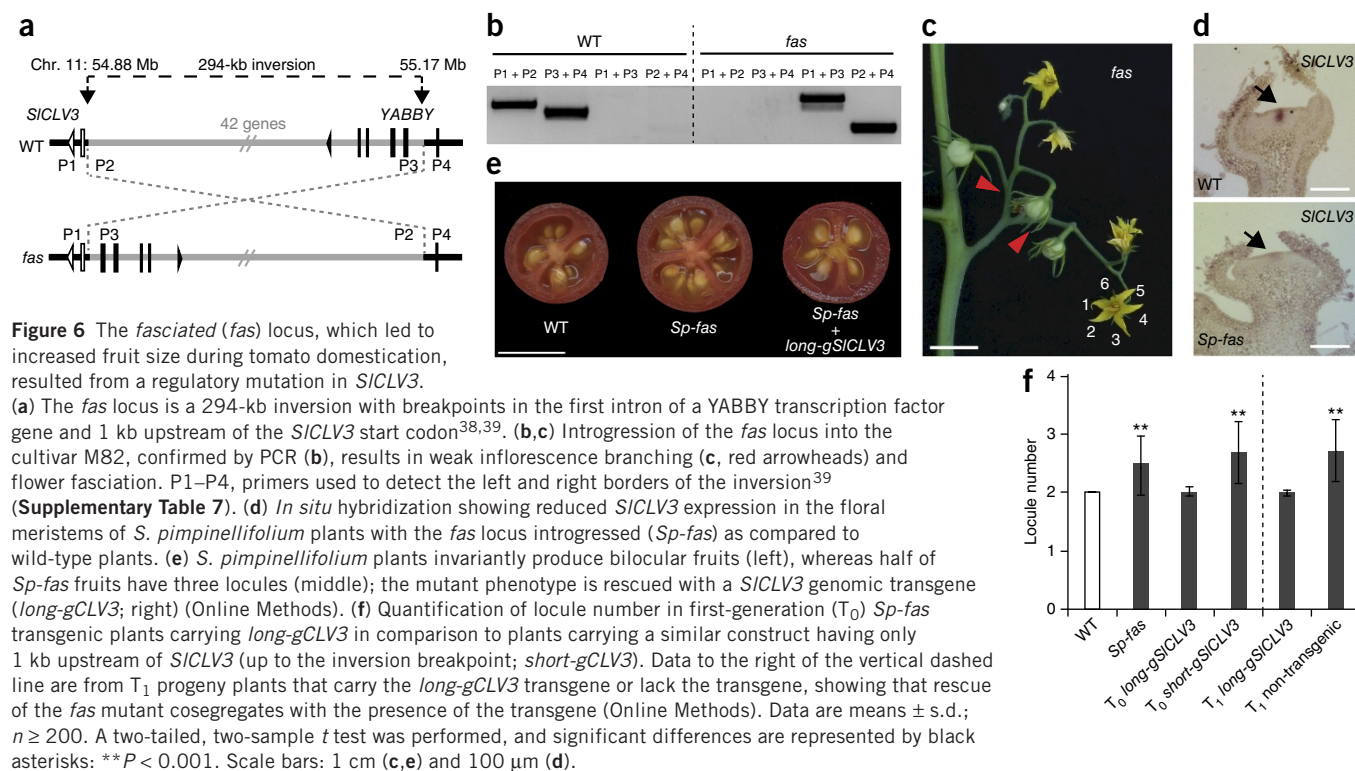 a
Chr. 11: 54.88 Mb
294-kb inversion
55.17 Mb
SlCLV3
42 genes
YABBY
WT
P1
P2
P3
P4
P1
P3
P2
P4
fas
b
WT
fas
P1 + P2
P3 + P4
P1 + P3
P2 + P4
P1 + P2
P3 + P4
P1 + P3
P2 + P4
c
fas
1
2
3
4
5
6
d
SlCLV3
WT
SlCLV3
Sp-fas
e
WT
Sp-fas
Sp-fas
+
long-gSlCLV3
f
Locule number
4
3
2
1
0
**
**
**
WT
Sp-fas
T0 long-gSlCLV3
T0 short-gSlCLV3
T1 long-gSlCLV3
T1 non-transgenic
Figure 6 The fasciated (fas) locus, which led to
increased fruit size during tomato domestication,
resulted from a regulatory mutation in SlCLV3.
(a) The fas locus is a 294-kb inversion with breakpoints in the first intron of a YABBY transcription factor
gene and 1 kb upstream of the SlCLV3 start codon38,39. (b,c) Introgression of the fas locus into the
cultivar M82, confirmed by PCR (b), results in weak inflorescence branching (c, red arrowheads) and
flower fasciation. P1–P4, primers used to detect the left and right borders of the inversion39
(Supplementary Table 7). (d) In situ hybridization showing reduced SlCLV3 expression in the floral
meristems of S. pimpinellifolium plants with the fas locus introgressed (Sp-fas) as compared to
wild-type plants. (e) S. pimpinellifolium plants invariantly produce bilocular fruits (left), whereas half of
Sp-fas fruits have three locules (middle); the mutant phenotype is rescued with a SlCLV3 genomic transgene
(long-gCLV3; right) (Online Methods). (f) Quantification of locule number in first-generation (T0) Sp-fas
transgenic plants carrying long-gCLV3 in comparison to plants carrying a similar construct having only
1 kb upstream of SlCLV3 (up to the inversion breakpoint; short-gCLV3). Data to the right of the vertical dashed
line are from T1 progeny plants that carry the long-gCLV3 transgene or lack the transgene, showing that rescue
of the fas mutant cosegregates with the presence of the transgene (Online Methods). Data are means ± s.d.;
n ≥ 200. A two-tailed, two-sample t test was performed, and significant differences are represented by black
asterisks: **P < 0.001. Scale bars: 1 cm (c,e) and 100 μm (d).